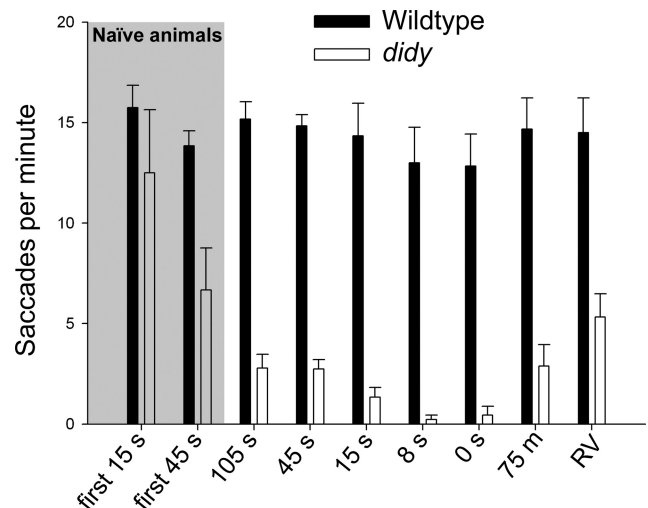 20
15
10
5
0
Saccades per minute
Naïve animals
Wildtype
didy
first 15 s
first 45 s
105 s
45 s
15 s
8 s
0 s
75 m
RV